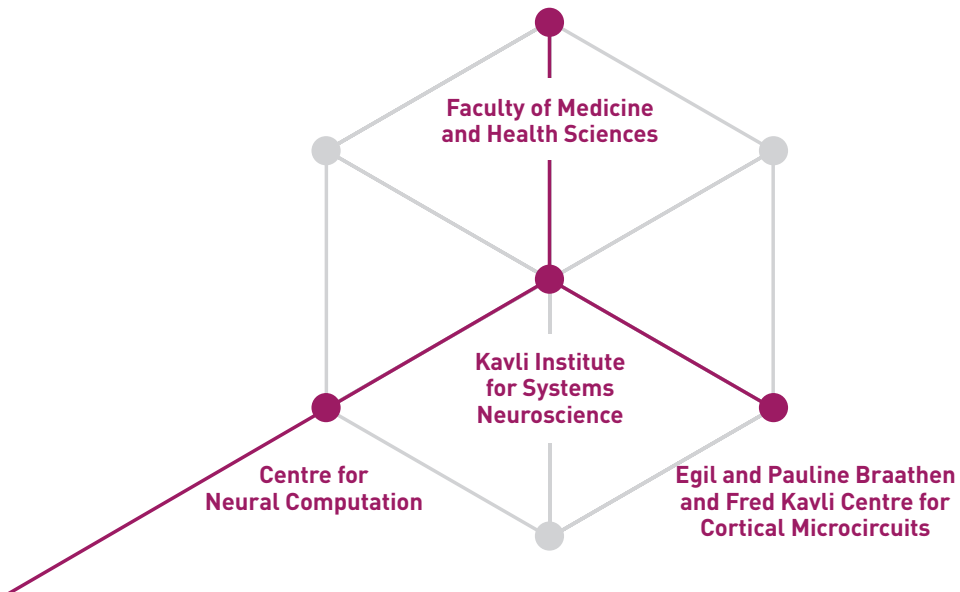 Faculty of Medicine
and Health Sciences
Kavli Institute
for Systems
Neuroscience
Centre for
Neural Computation
Egil and Pauline Braathen
and Fred Kavli Centre for
Cortical Microcircuits